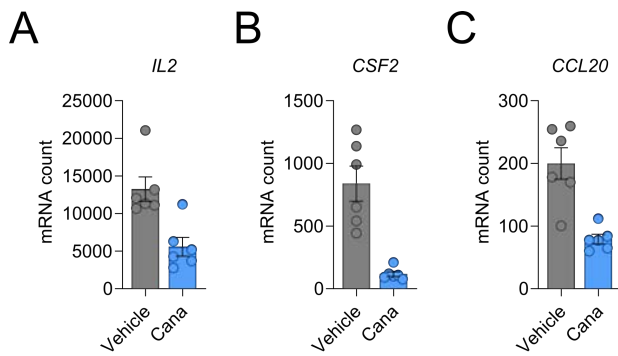 A
IL2
mRNA count
25000
20000
15000
10000
5000
0
Vehicle
Cana
B
CSF2
mRNA count
1500
1000
500
0
Vehicle
Cana
C
CCL20
mRNA count
300
200
100
0
Vehicle
Cana